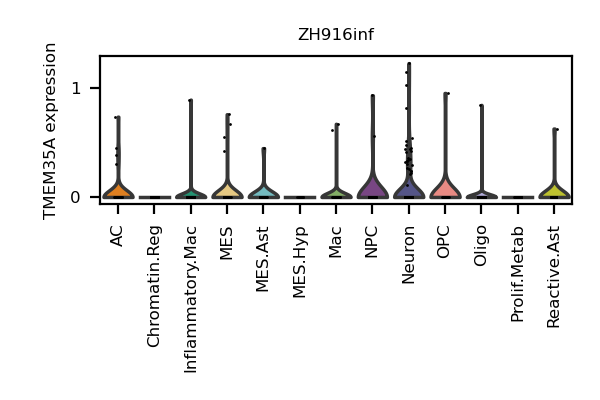 ZH916inf
TMEM35A expression
1
0
AC
Chromatin.Reg
Inflammatory.Mac
MES
MES.Ast
MES.Hyp
Mac
NPC
Neuron
OPC
Oligo
Prolif.Metab
Reactive.Ast